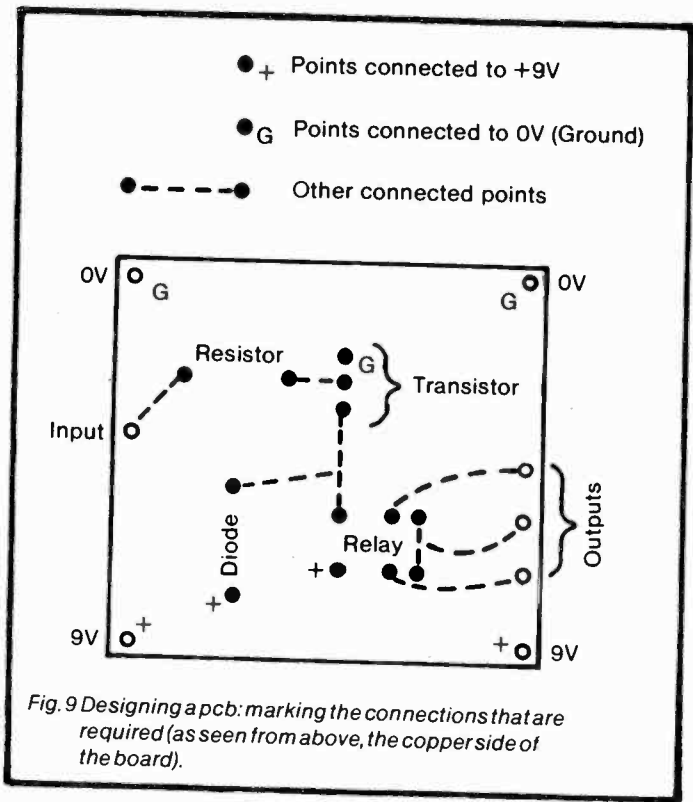 + Points connected to +9V
G Points connected to 0V (Ground)
Other connected points
0V G
G 0V
Resistor
G
Transistor
Input
Diode
Relay
Outputs
+
+
9V +
+ 9V
Fig. 9 Designing a pcb: marking the connections that are
required (as seen from above, the copper side of
the board).